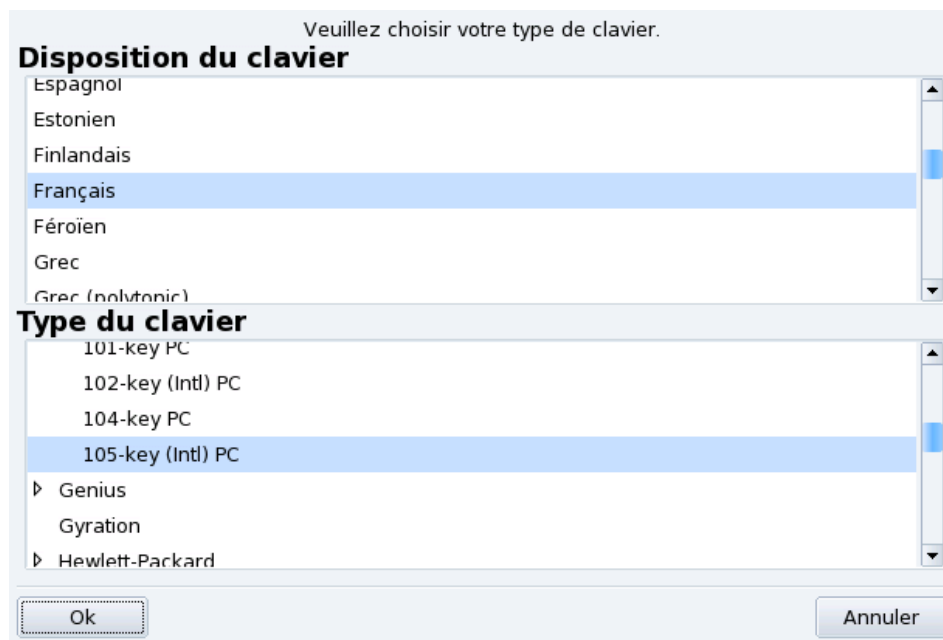 Veuillez choisir votre type de clavier.
Disposition du clavier
Espagnol
Estonien
Finlandais
Français
Féroïen
Grec
Grec (polytonic)
Type du clavier
101-key PC
102-key (Intl) PC
104-key PC
105-key (Intl) PC
Genius
Gyration
Hewlett-Packard
Ok Annuler